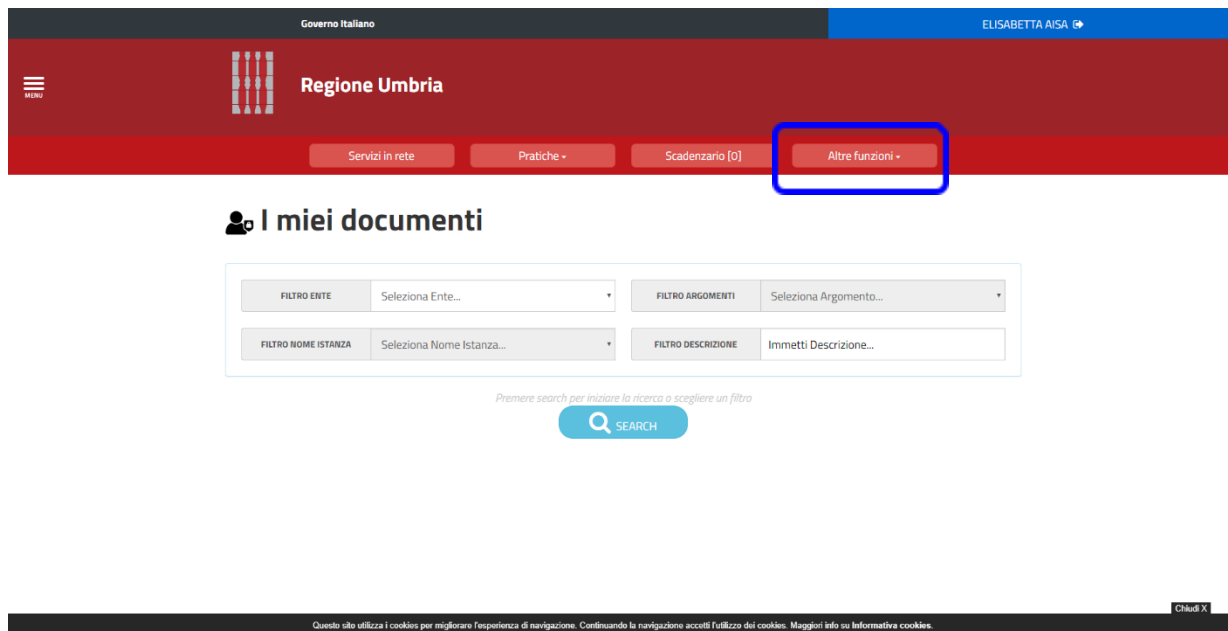 Governo Italiano
ELISABETTA AISA
MENU
Regione Umbria
Servizi in rete
Pratiche
Scadenzario [0]
Altre funzioni
I miei documenti
FILTRO ENTE
Seleziona Ente...
FILTRO ARGOMENTI
Seleziona Argomento...
FILTRO NOME ISTANZA
Seleziona Nome Istanza...
FILTRO DESCRIZIONE
Immetti Descrizione...
Premere search per iniziare la ricerca o scegliere un filtro
SEARCH
Chiudi X
Questo sito utilizza i cookies per migliorare l'esperienza di navigazione. Continuando la navigazione accetti l'utilizzo dei cookies. Maggiori info su Informativa cookies.